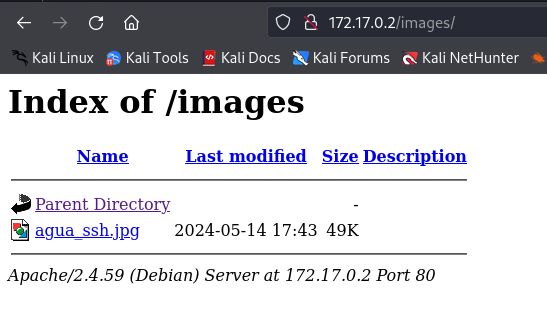 172.17.0.2/images/
Kali Linux Kali Tools Kali Docs Kali Forums Kali NetHunter
Index of /images
Name Last modified Size Description
Parent Directory -
agua_ssh.jpg 2024-05-14 17:43 49K
Apache/2.4.59 (Debian) Server at 172.17.0.2 Port 80